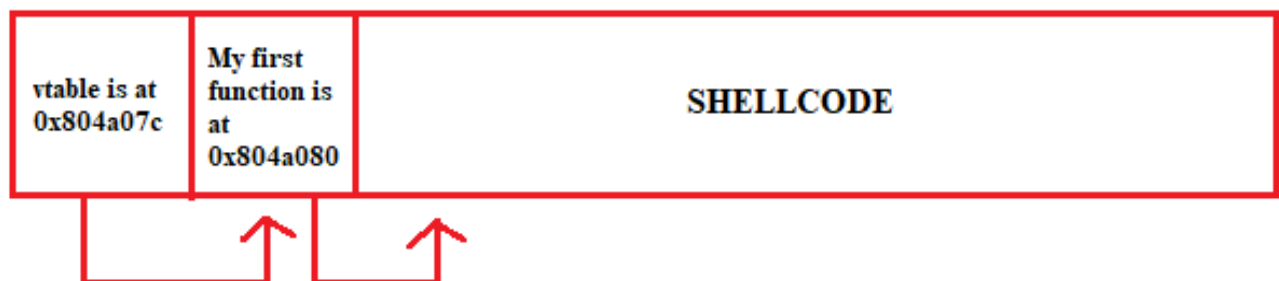 vtable is at
0x804a07c
My first
function is
at
0x804a080
SHELLCODE